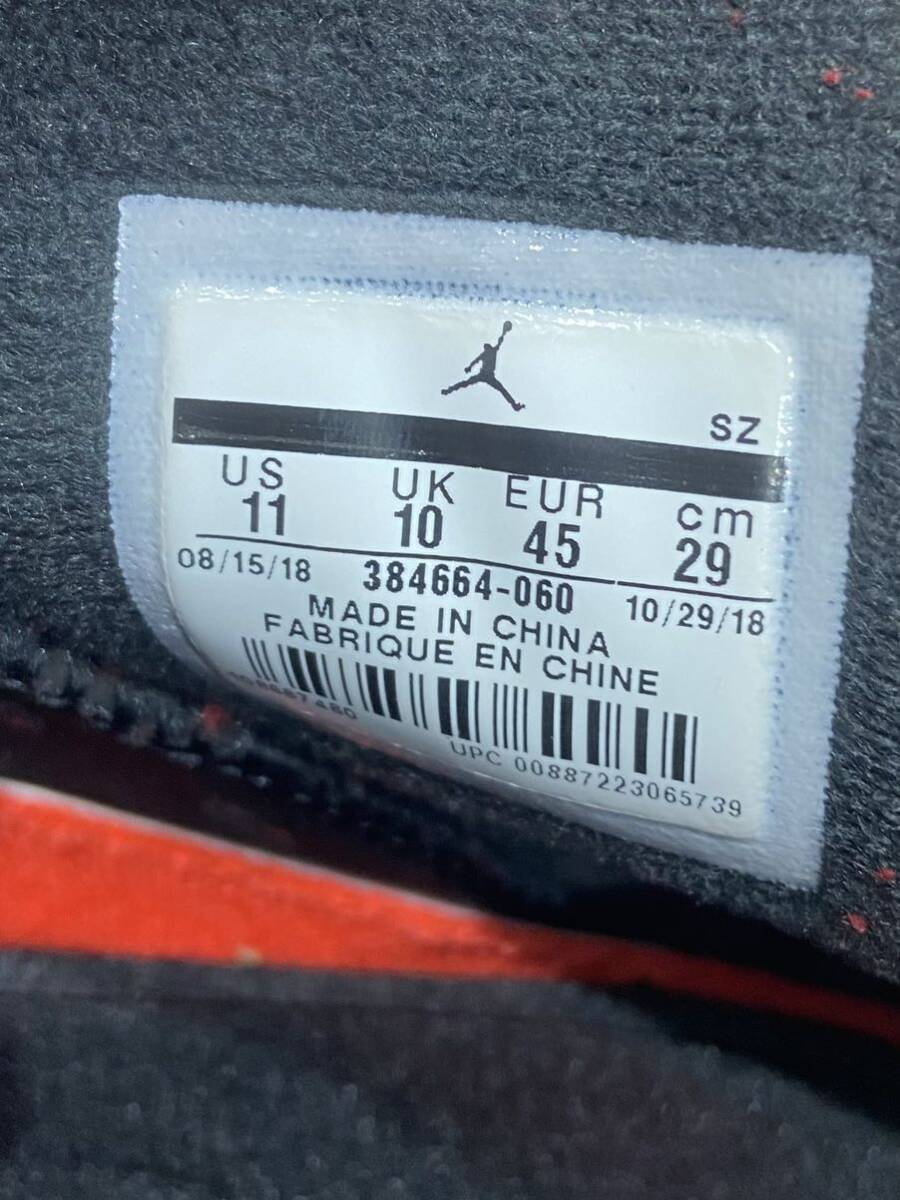 SZ
US UK EUR cm
11 10 45 29
08/15/18 384664-060 10/29/18
MADE IN CHINA
FABRIQUE EN CHINE
UPC 00887223065739